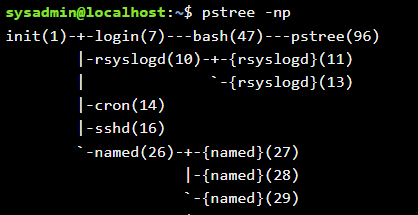 sysadmin@localhost:~$ pstree -np
init(1)-+-login(7)---bash(47)---pstree(96)
        |-rsyslogd(10)-+-{rsyslogd}(11)
        |              `-{rsyslogd}(13)
        |-cron(14)
        |-sshd(16)
        `-named(26)-+-{named}(27)
                    |-{named}(28)
                    `-{named}(29)